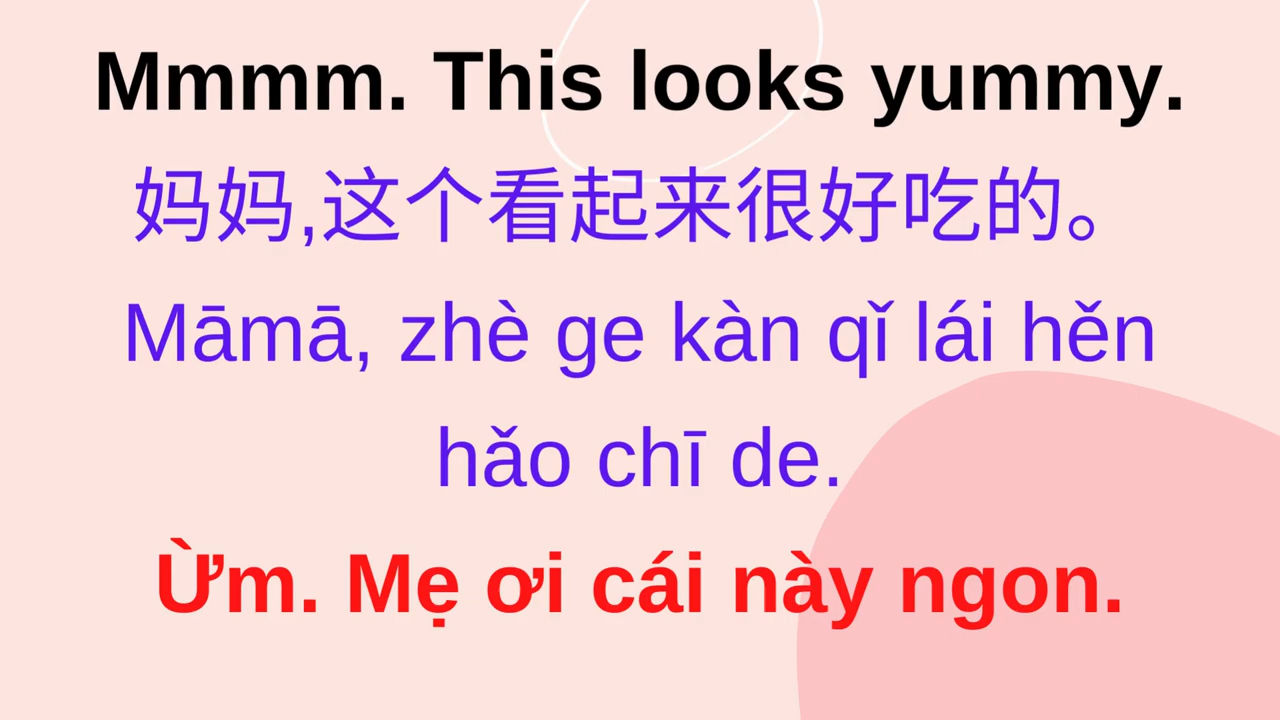 Mmmm. This looks yummy.
妈妈,这个看起来很好吃的。
Māmā, zhè ge kàn qǐ lái hěn
hǎo chī de.
Ừm. Mẹ ơi cái này ngon.